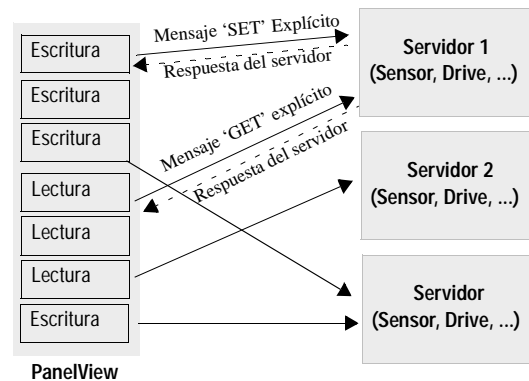 Escritura
Escritura
Escritura
Lectura
Lectura
Lectura
Escritura
PanelView
Mensaje ‘SET’ Explícito
Respuesta del servidor
Mensaje ‘GET’ explícito
Respuesta del servidor
Servidor 1
(Sensor, Drive, ...)
Servidor 2
(Sensor, Drive, ...)
Servidor
(Sensor, Drive, ...)